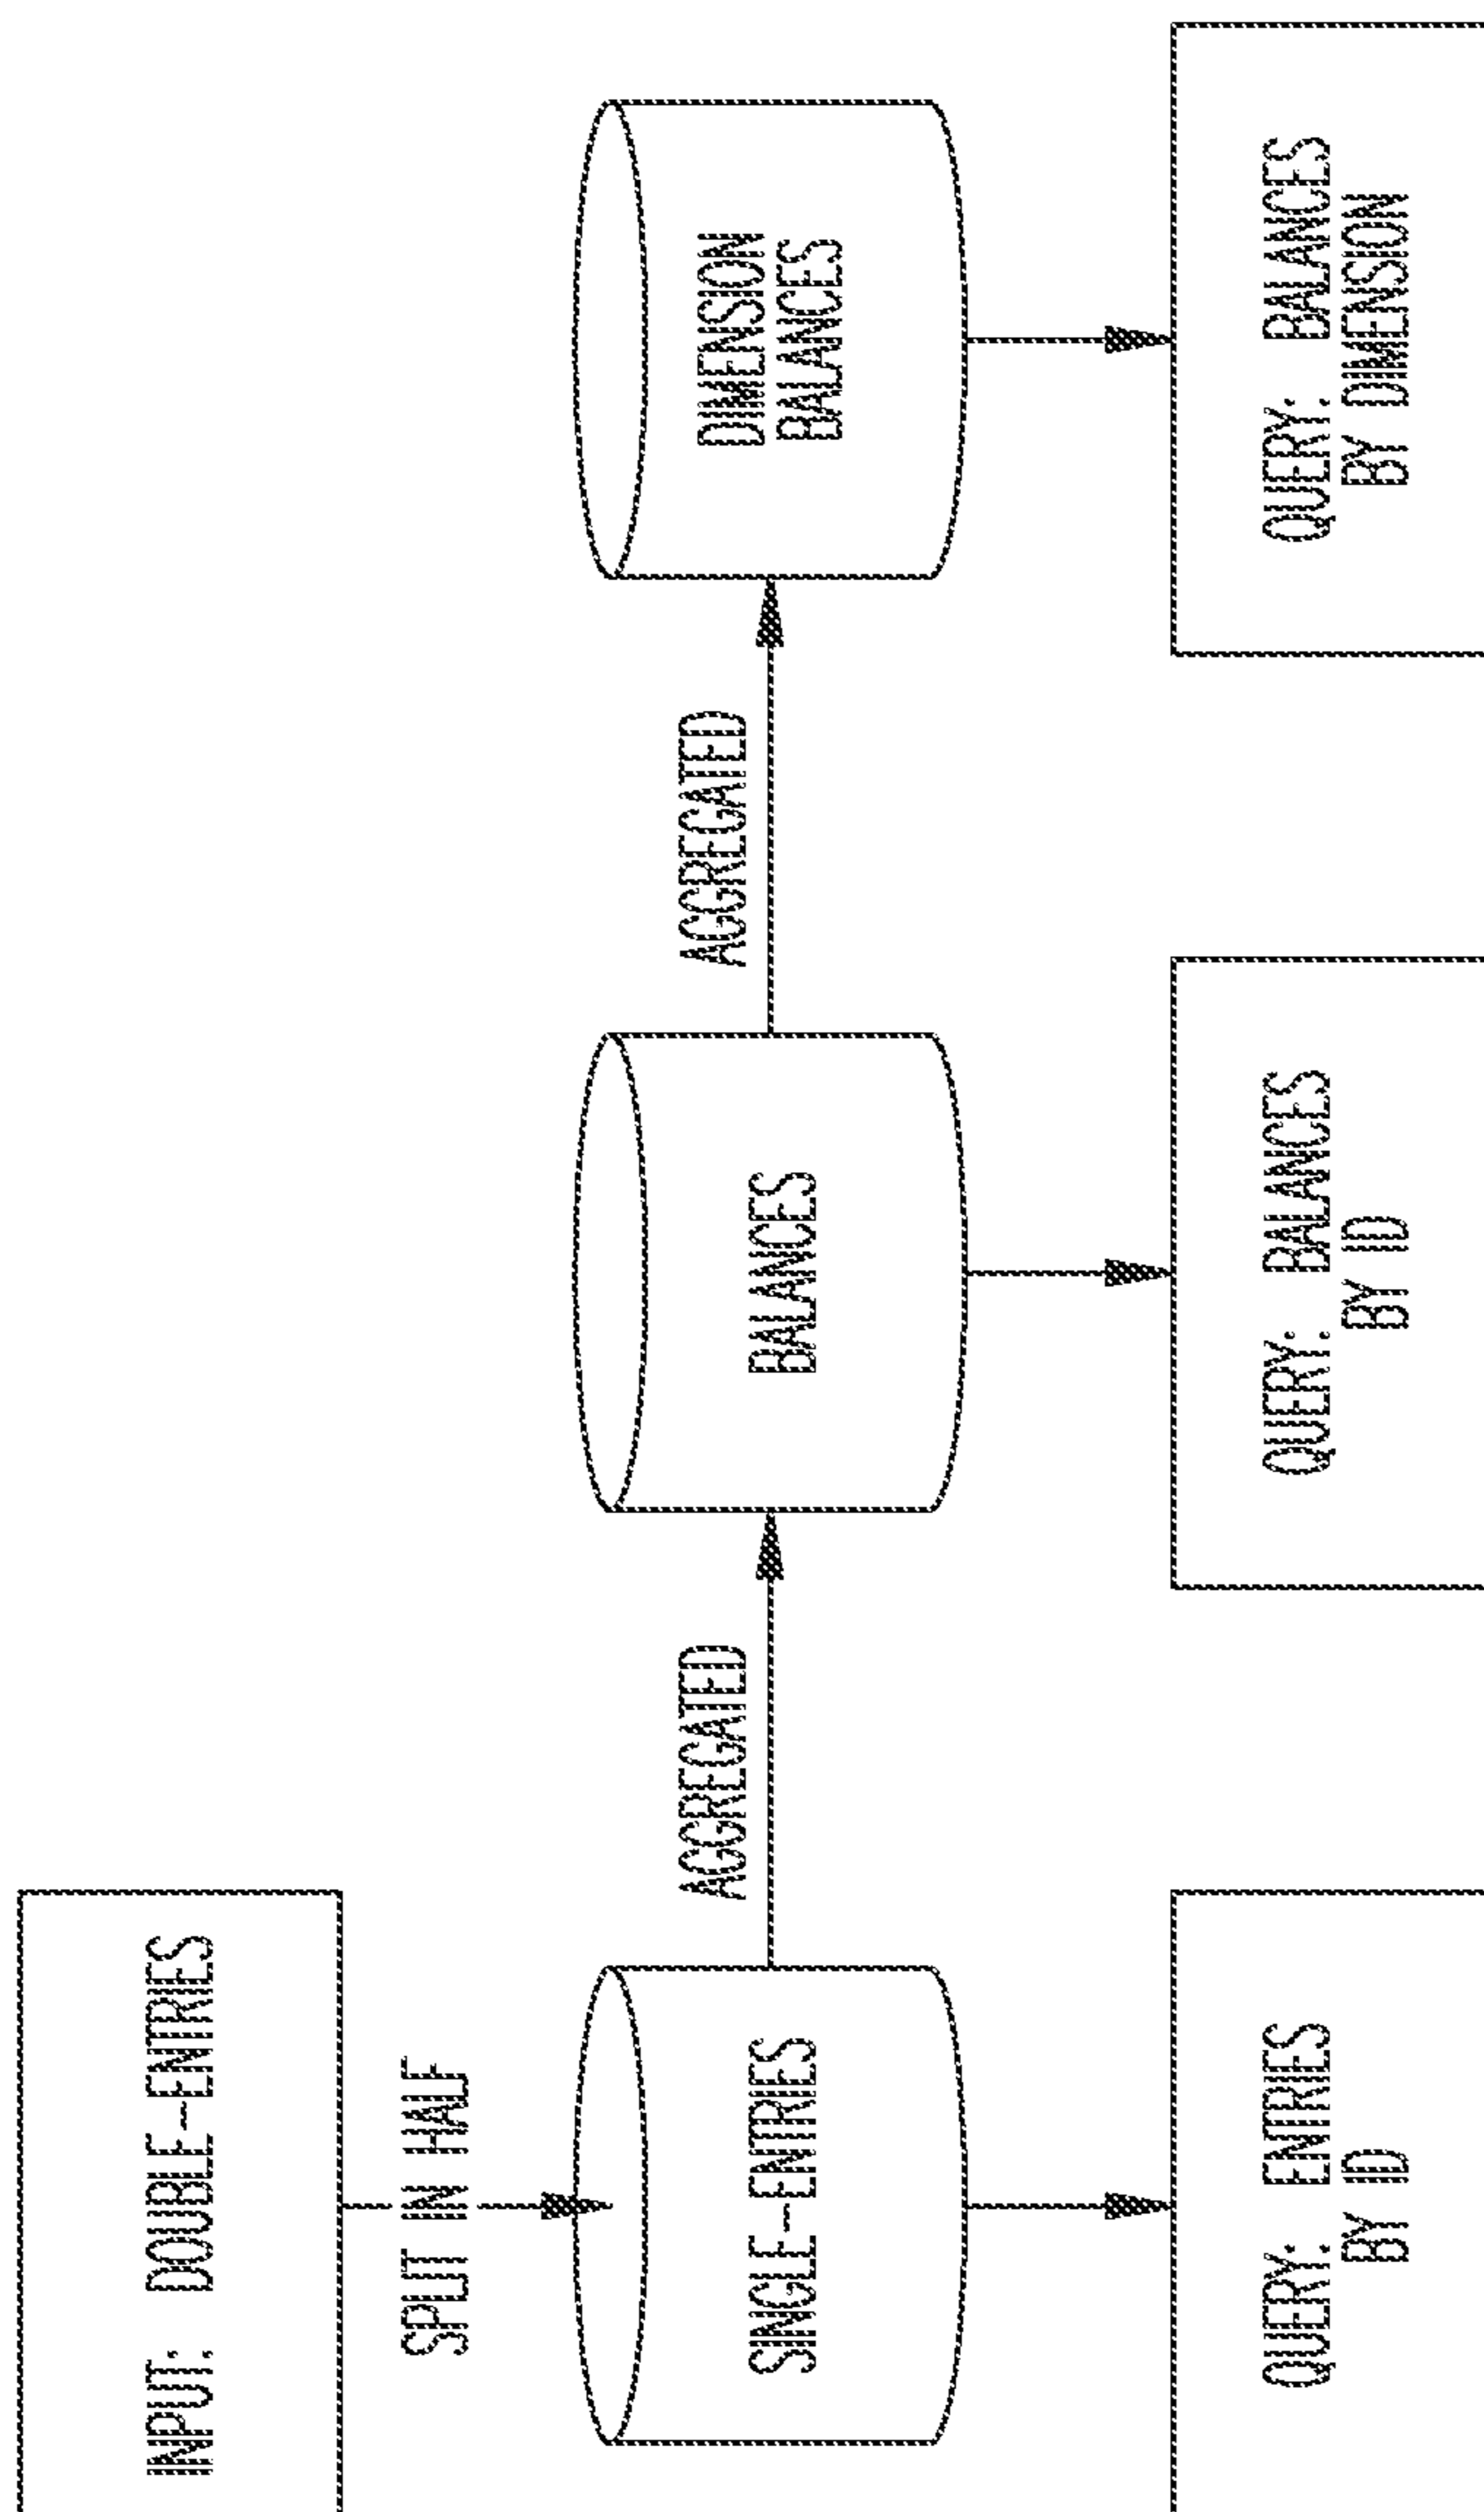 INPUT: DOUBLE-ENTRIES
SPLIT IN HALF
SINGLE-ENTRIES
AGGREGATED
BALANCES
AGGREGATED
DIMENSION
BALANCES
QUERY: ENTRIES
BY ID
QUERY: BALANCES
BY ID
QUERY: BALANCES
BY DIMENSION